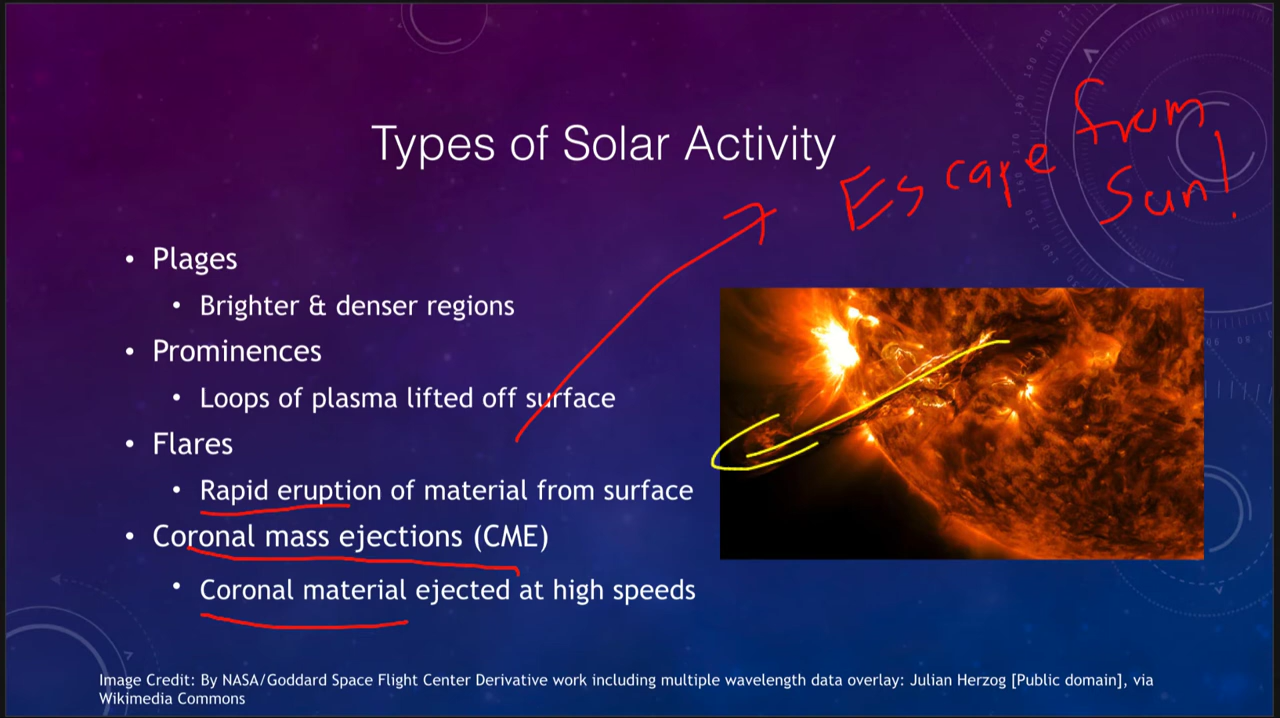 Types of Solar Activity
Escape from
Sun!
• Plages
• Brighter & denser regions
• Prominences
• Loops of plasma lifted off surface
• Flares
• Rapid eruption of material from surface
• Coronal mass ejections (CME)
• Coronal material ejected at high speeds
Image Credit: By NASA/Goddard Space Flight Center Derivative work including multiple wavelength data overlay: Julian Herzog [Public domain], via
Wikimedia Commons